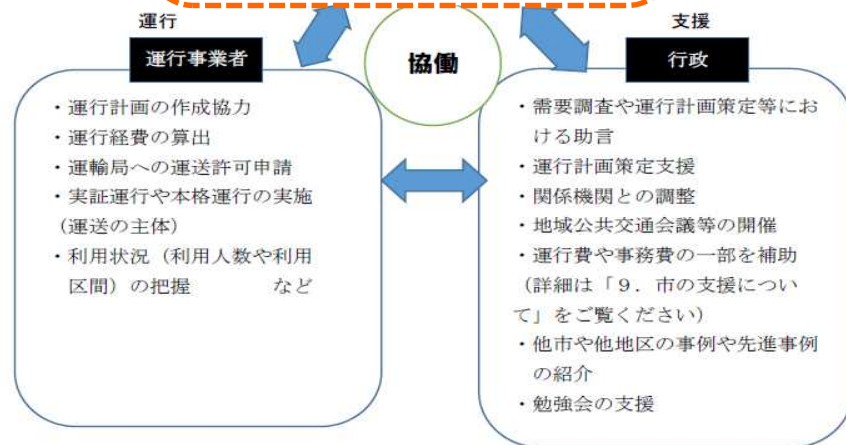 運行
運行事業者
・運行計画の作成協力
・運行経費の算出
・運輸局への運送許可申請
・実証運行や本格運行の実施
(運送の主体)
・利用状況（利用人数や利用
区間）の把握　　　など
協働
支援
行政
・需要調査や運行計画策定等にお
ける助言
・運行計画策定支援
・関係機関との調整
・地域公共交通会議等の開催
・運行費や事務費の一部を補助
（詳細は「９．市の支援につい
て」をご覧ください）
・他市や他地区の事例や先進事例
の紹介
・勉強会の支援